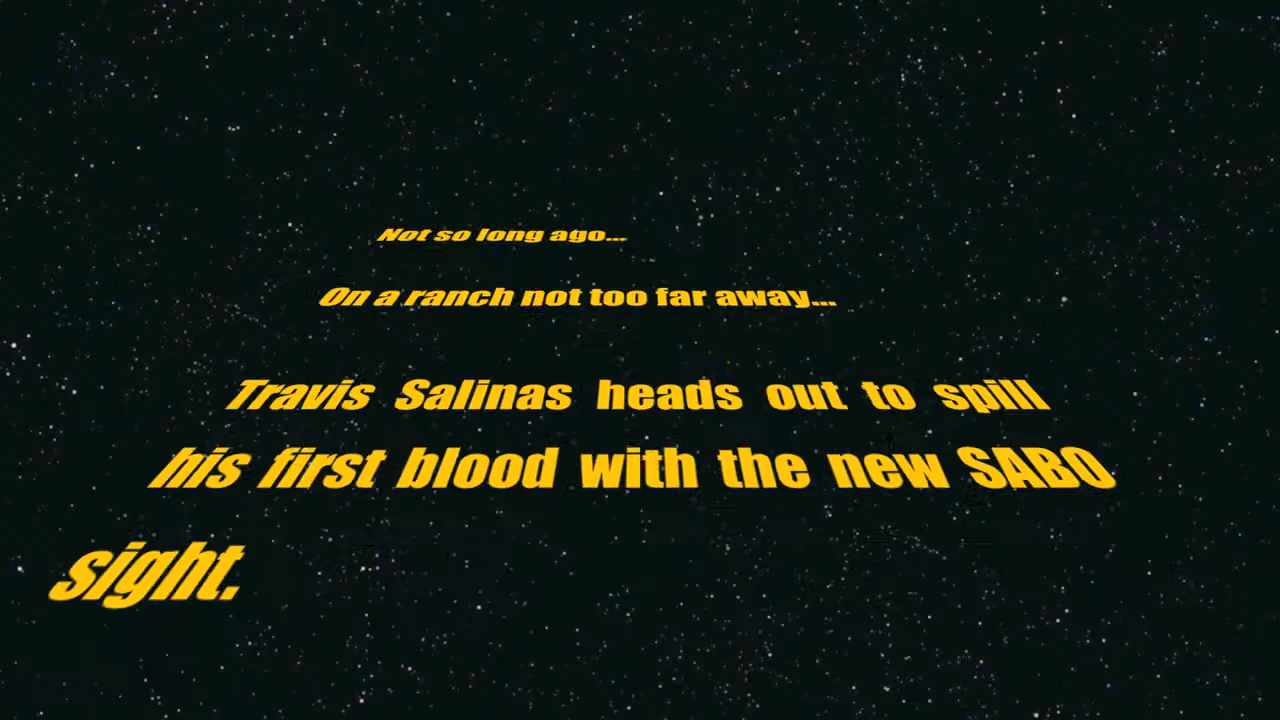 Not so long ago...
On a ranch not too far away...
Travis Salinas heads out to spill
his first blood with the new SABO
sight.